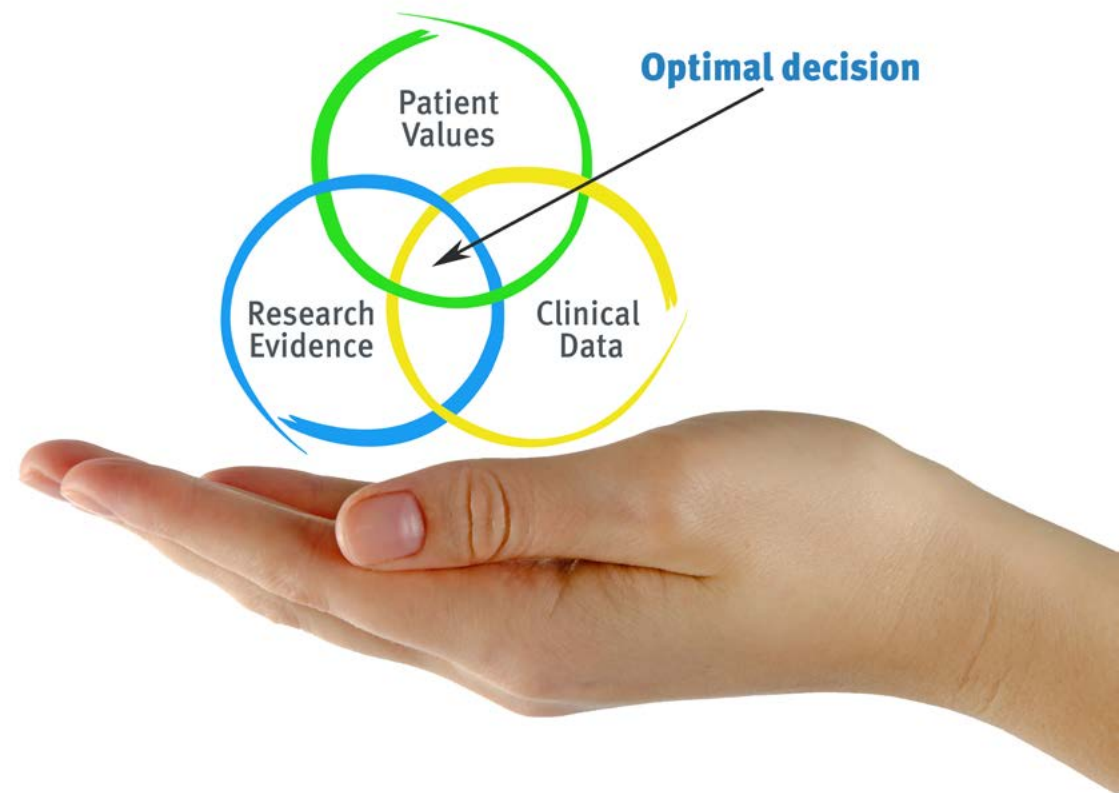 Optimal decision
Patient
Values
Research
Evidence
Clinical
Data